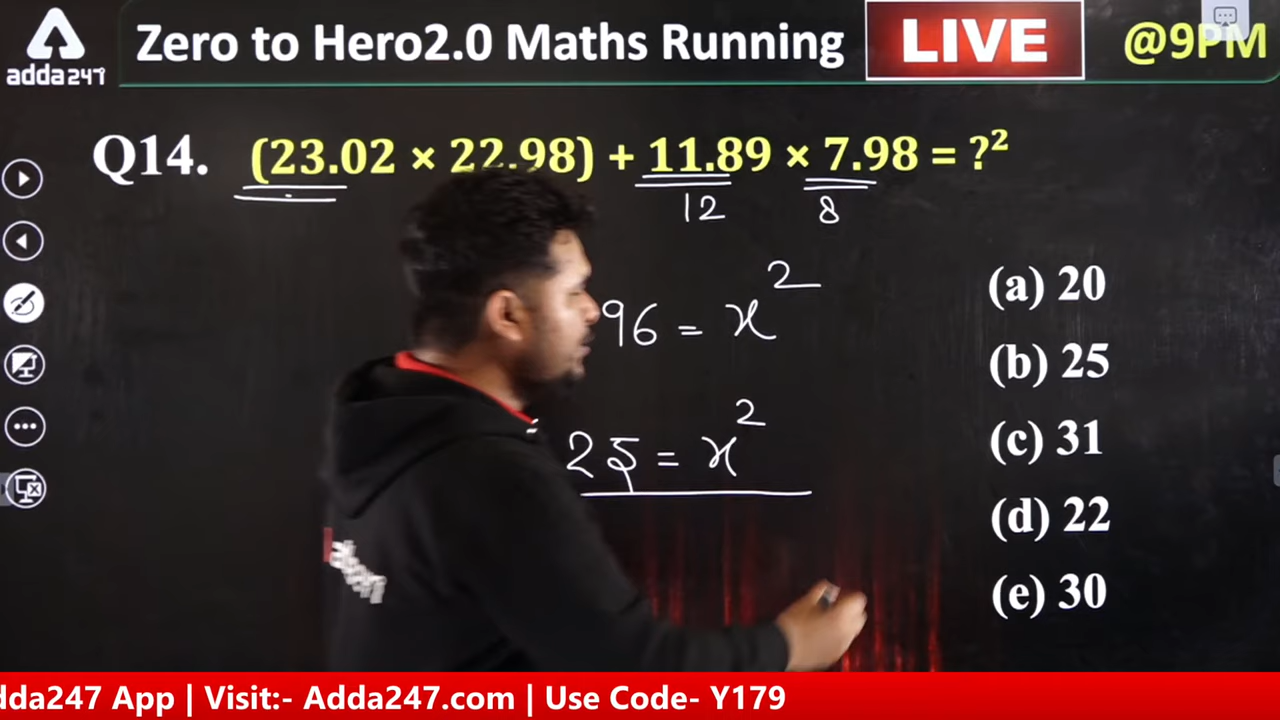 adda247
Zero to Hero2.0 Maths Running
LIVE
@9PM
Q14. (23.02 × 22.98) + 11.89 × 7.98 = ?²
12 8
96 = x²
25 = x²
(a) 20
(b) 25
(c) 31
(d) 22
(e) 30
dda247 App | Visit:- Adda247.com | Use Code- Y179